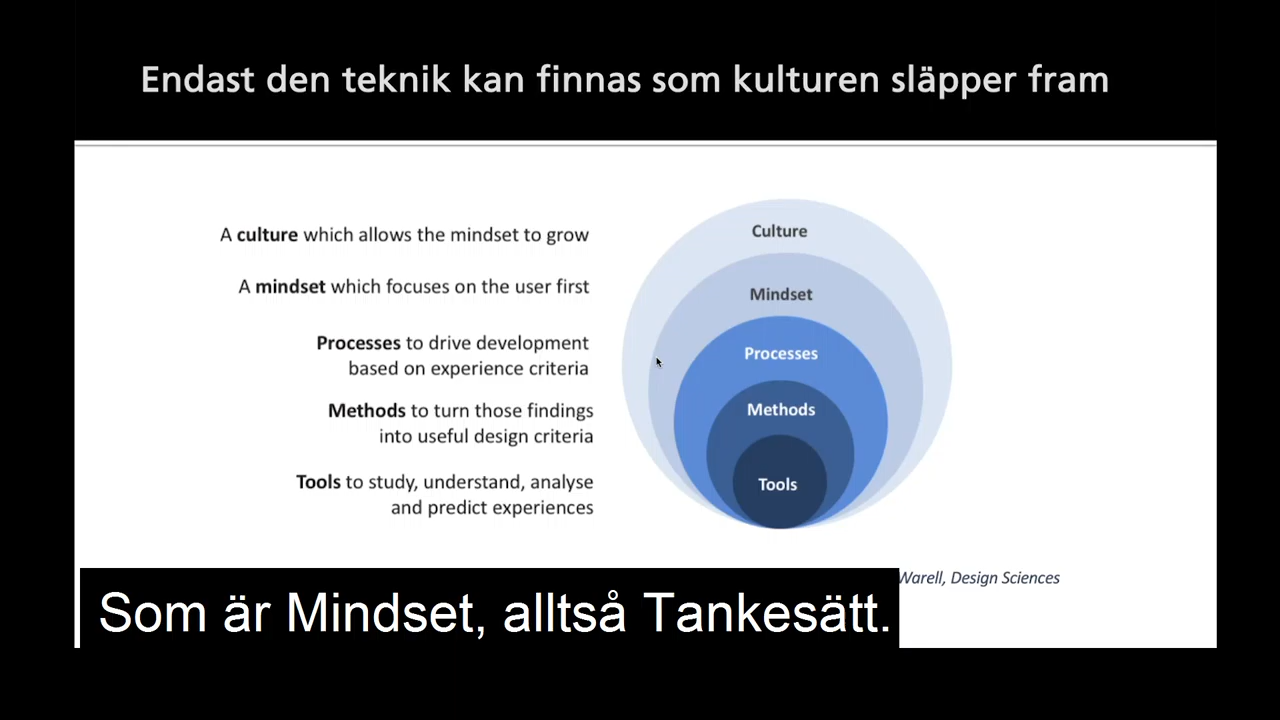 Endast den teknik kan finnas som kulturen släpper fram
A culture which allows the mindset to grow
A mindset which focuses on the user first
Processes to drive development
based on experience criteria
Methods to turn those findings
into useful design criteria
Tools to study, understand, analyse
and predict experiences
Culture
Mindset
Processes
Methods
Tools
Warell, Design Sciences
Som är Mindset, alltså Tankesätt.